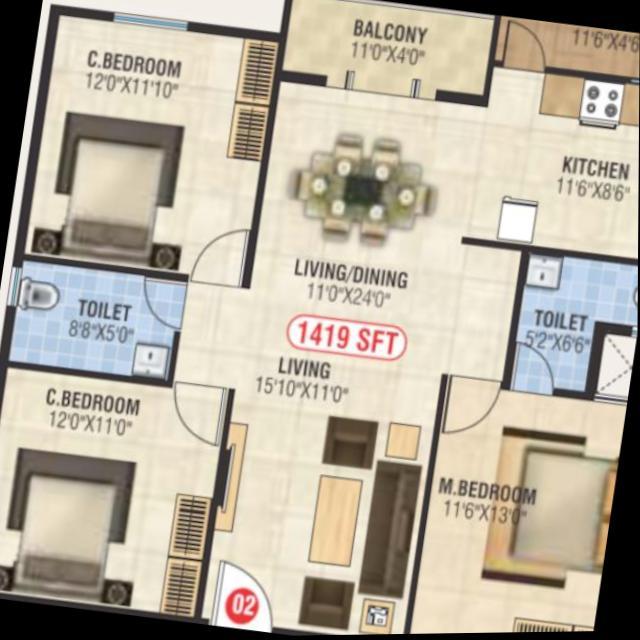 BALCONY
11'0"X4'0"
11'6"X4'6
C.BEDROOM
12'0"X11'10"
KITCHEN
11'6"X8'6"
LIVING/DINING
11'0"X24'0"
TOILET
8'8"X5'0"
TOILET
5'2"X6'6"
1419 SFT
LIVING
15'10"X11'0"
C.BEDROOM
12'0"X11'0"
M.BEDROOM
11'6"X13'0"
02